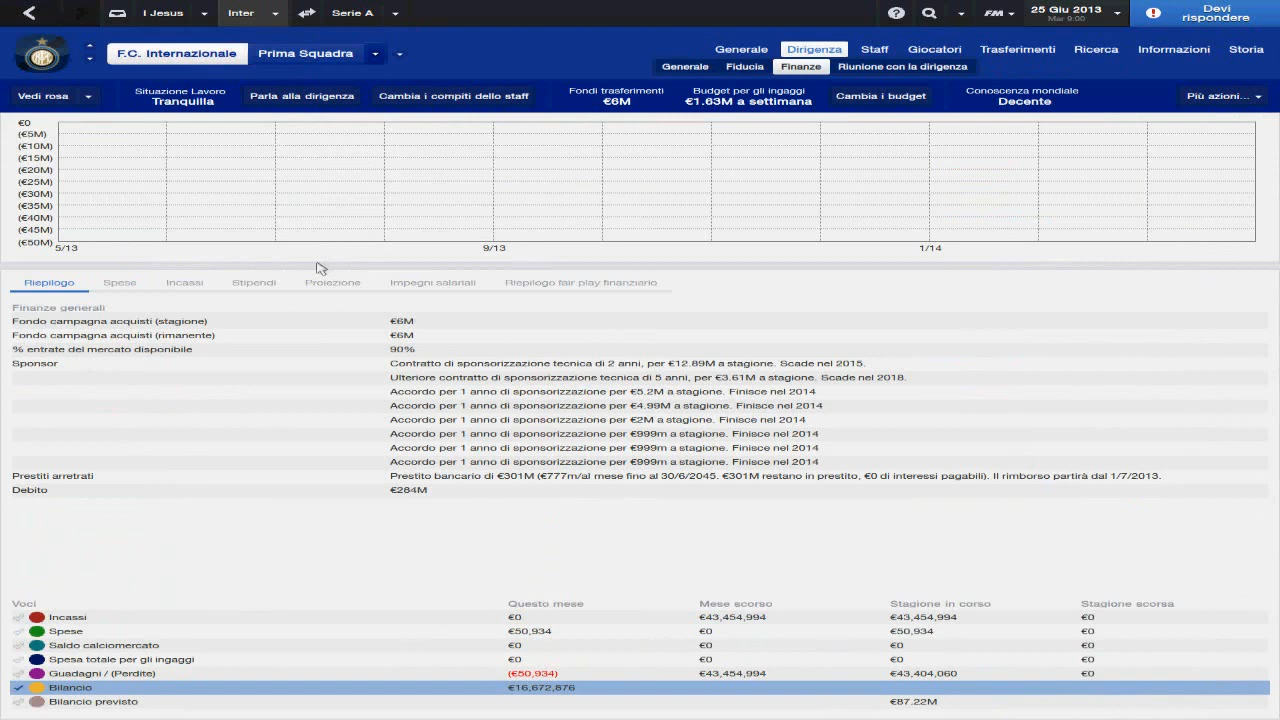 I Jesus Inter Serie A FM 25 Giu 2013 Mar 9:00 Devi rispondere
F.C. Internazionale Prima Squadra
Generale Dirigenza Staff Giocatori Trasferimenti Ricerca Informazioni Storia
Generale Fiducia Finanze Riunione con la dirigenza
Vedi rosa Situazione Lavoro Tranquilla Parla alla dirigenza Cambia i compiti dello staff Fondi trasferimenti €6M Budget per gli ingaggi €1.63M a settimana Cambia i budget Conoscenza mondiale Decente Più azioni...
€0
(€5M)
(€10M)
(€15M)
(€20M)
(€25M)
(€30M)
(€35M)
(€40M)
(€45M)
(€50M)
5/13 9/13 1/14
Riepilogo Spese Incassi Stipendi Proiezione Impegni salariali Riepilogo fair play finanziario
Finanze generali
Fondo campagna acquisti (stagione) €6M
Fondo campagna acquisti (rimanente) €6M
% entrate del mercato disponibile 90%
Sponsor Contratto di sponsorizzazione tecnica di 2 anni, per €12.89M a stagione. Scade nel 2015.
Ulteriore contratto di sponsorizzazione tecnica di 5 anni, per €3.61M a stagione. Scade nel 2018.
Accordo per 1 anno di sponsorizzazione per €5.2M a stagione. Finisce nel 2014
Accordo per 1 anno di sponsorizzazione per €4.99M a stagione. Finisce nel 2014
Accordo per 1 anno di sponsorizzazione per €2M a stagione. Finisce nel 2014
Accordo per 1 anno di sponsorizzazione per €999m a stagione. Finisce nel 2014
Accordo per 1 anno di sponsorizzazione per €999m a stagione. Finisce nel 2014
Accordo per 1 anno di sponsorizzazione per €999m a stagione. Finisce nel 2014
Prestiti arretrati Prestito bancario di €301M (€777m/al mese fino al 30/6/2045. €301M restano in prestito, €0 di interessi pagabili). Il rimborso partirà dal 1/7/2013.
Debito €284M
Voci Questo mese Mese scorso Stagione in corso Stagione scorsa
Incassi €0 €43,454,994 €43,454,994 €0
Spese €50,934 €0 €50,934 €0
Saldo calciomercato €0 €0 €0 €0
Spesa totale per gli ingaggi €0 €0 €0 €0
Guadagni / (Perdite) (€50,934) €43,454,994 €43,404,060 €0
Bilancio €16,672,876
Bilancio previsto €87.22M